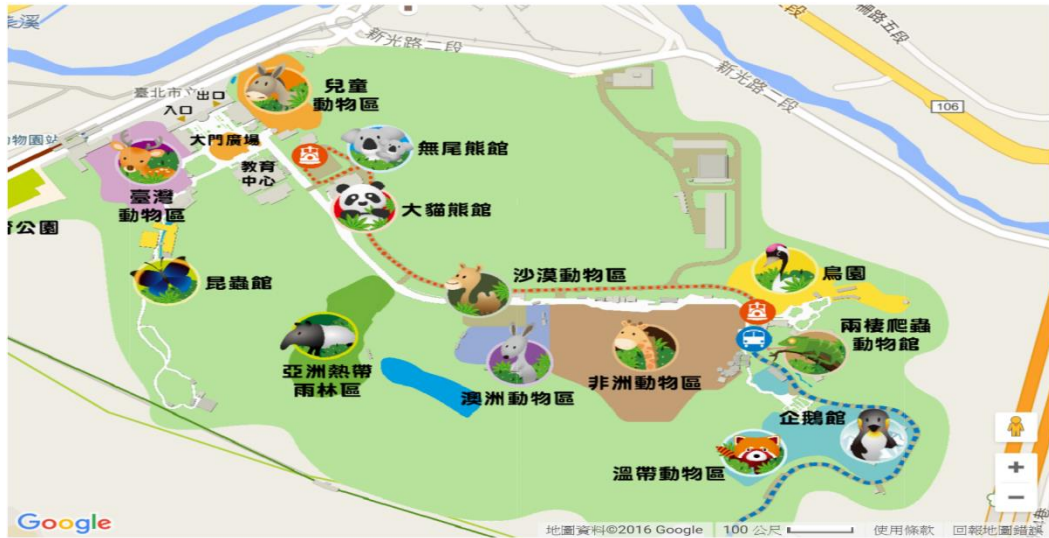 新光路二段
新光路二段
106
臺北市
出口
入口
大門廣場
教育
中心
兒童
動物區
無尾熊館
大貓熊館
臺灣
動物區
昆蟲館
沙漠動物區
鳥園
兩棲爬蟲
動物館
亞洲熱帶
雨林區
澳洲動物區
非洲動物區
企鵝館
溫帶動物區
公園
Google
地圖資料©2016 Google
100 公尺
使用條款
回報地圖錯誤